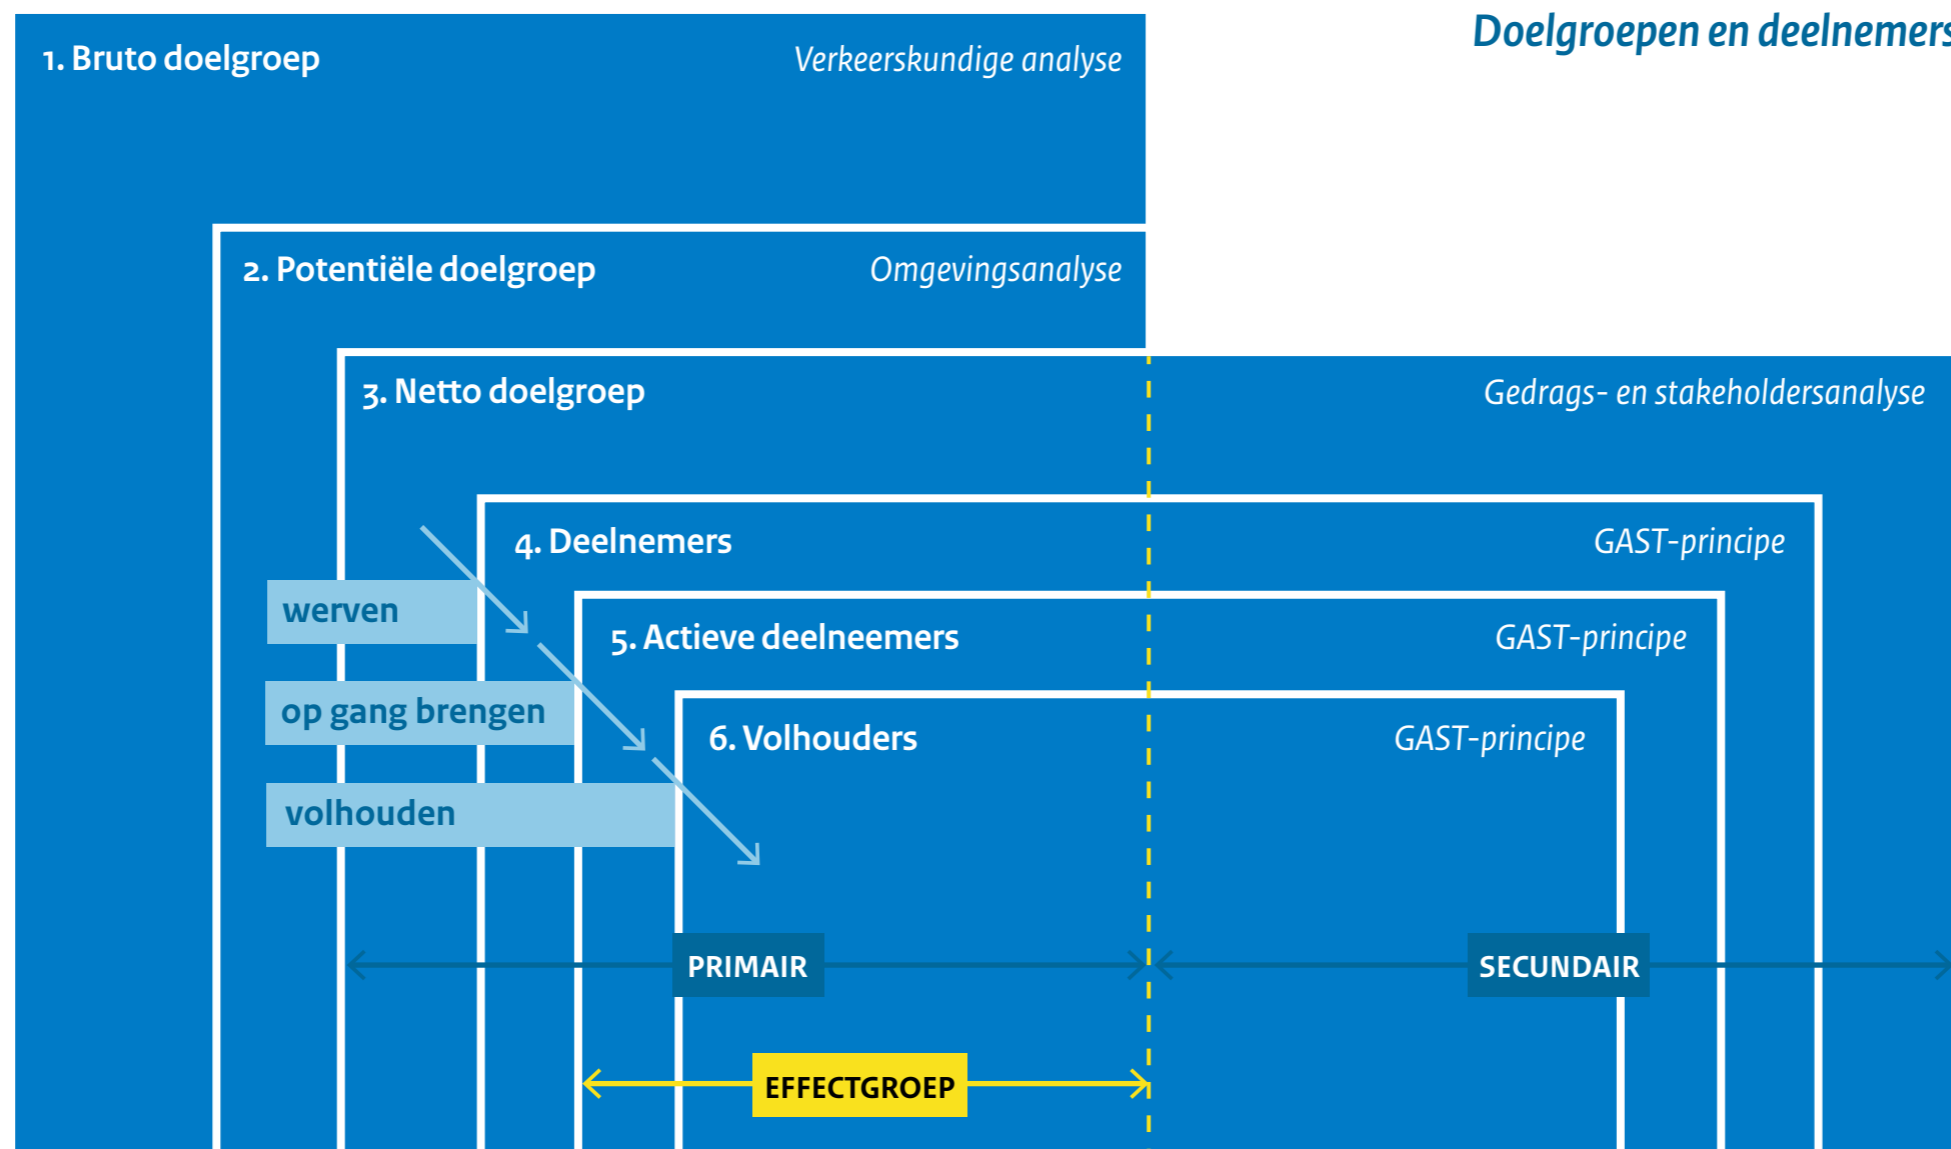 Doelgroepen en deelnemers
1. Bruto doelgroep
Verkeerskundige analyse
2. Potentiële doelgroep
Omgevingsanalyse
3. Netto doelgroep
Gedrags- en stakeholdersanalyse
4. Deelnemers
GAST-principe
werven
5. Actieve deelneemers
GAST-principe
op gang brengen
6. Volhouders
GAST-principe
volhouden
PRIMAIR
SECUNDAIR
EFFECTGROEP